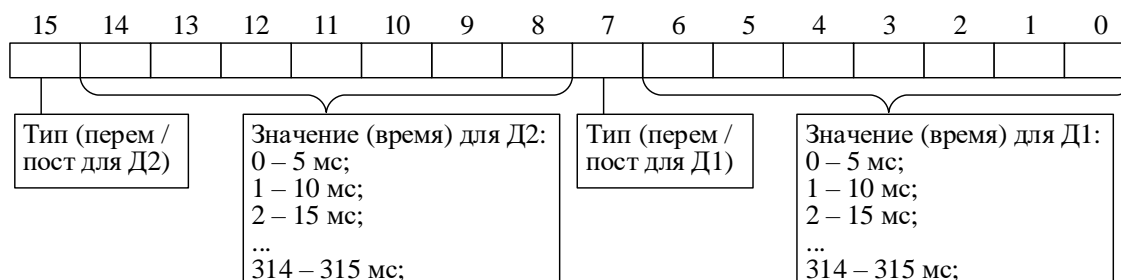 15 14 13 12 11 10 9 8 7 6 5 4 3 2 1 0
Тип (перем /
пост для Д2)
Значение (время) для Д2:
0 – 5 мс;
1 – 10 мс;
2 – 15 мс;
...
314 – 315 мс;
Тип (перем /
пост для Д1)
Значение (время) для Д1:
0 – 5 мс;
1 – 10 мс;
2 – 15 мс;
...
314 – 315 мс;